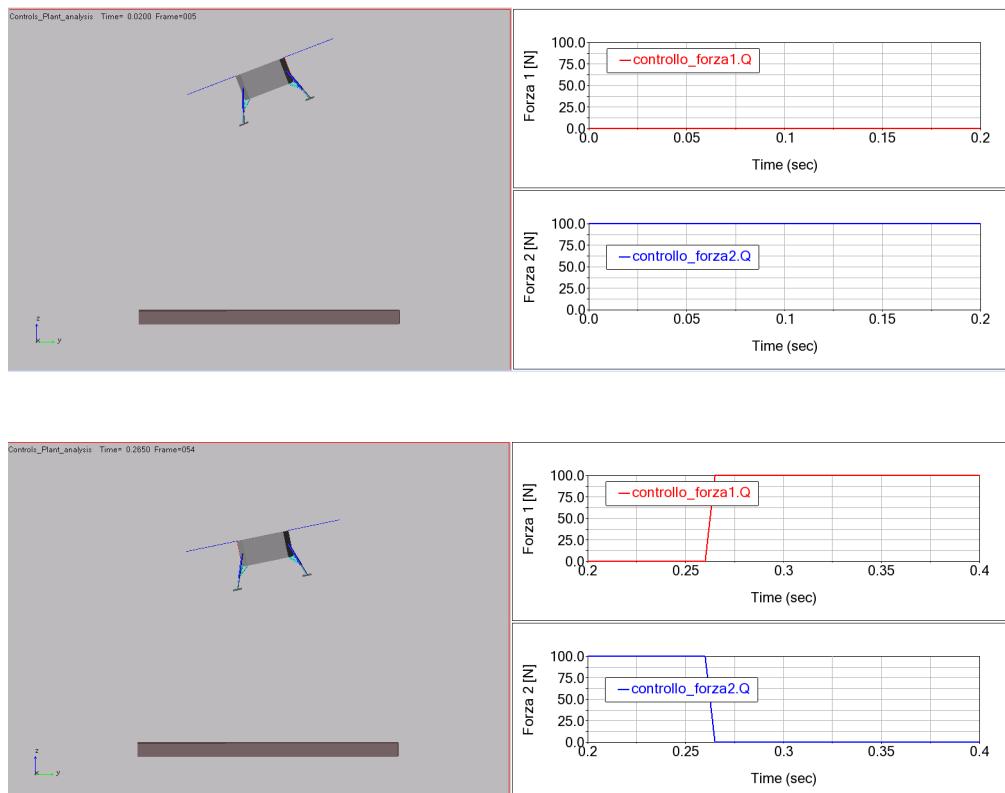 Controls_Plant_analysis Time= 0.0200 Frame=005
z
x y
Forza 1 [N]
100.0
75.0
50.0
25.0
0.0
controllo_forza1.Q
0.0 0.05 0.1 0.15 0.2
Time (sec)
Forza 2 [N]
100.0
75.0
50.0
25.0
0.0
controllo_forza2.Q
0.0 0.05 0.1 0.15 0.2
Time (sec)
Controls_Plant_analysis Time= 0.2650 Frame=054
z
x y
Forza 1 [N]
100.0
75.0
50.0
25.0
0.0
controllo_forza1.Q
0.2 0.25 0.3 0.35 0.4
Time (sec)
Forza 2 [N]
100.0
75.0
50.0
25.0
0.0
controllo_forza2.Q
0.2 0.25 0.3 0.35 0.4
Time (sec)